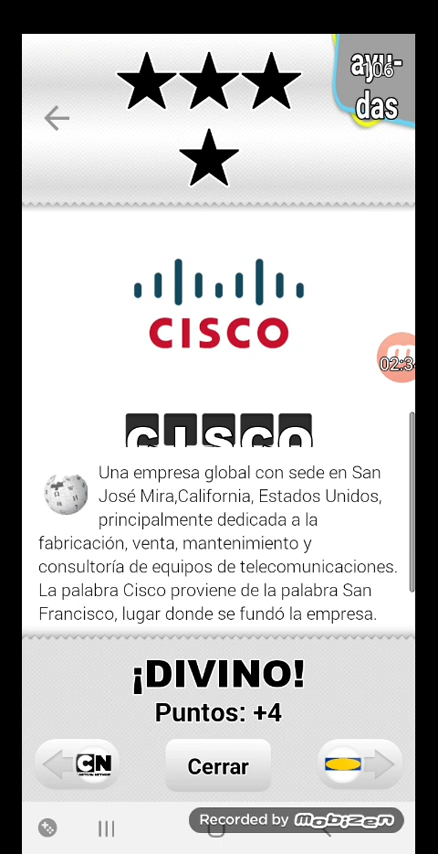 ayu-
106
das
CISCO
02:3
CISCO
Una empresa global con sede en San
José Mira,California, Estados Unidos,
principalmente dedicada a la
fabricación, venta, mantenimiento y
consultoría de equipos de telecomunicaciones.
La palabra Cisco proviene de la palabra San
Francisco, lugar donde se fundó la empresa.
¡DIVINO!
Puntos: +4
CN
Cerrar
Recorded by Mobizen